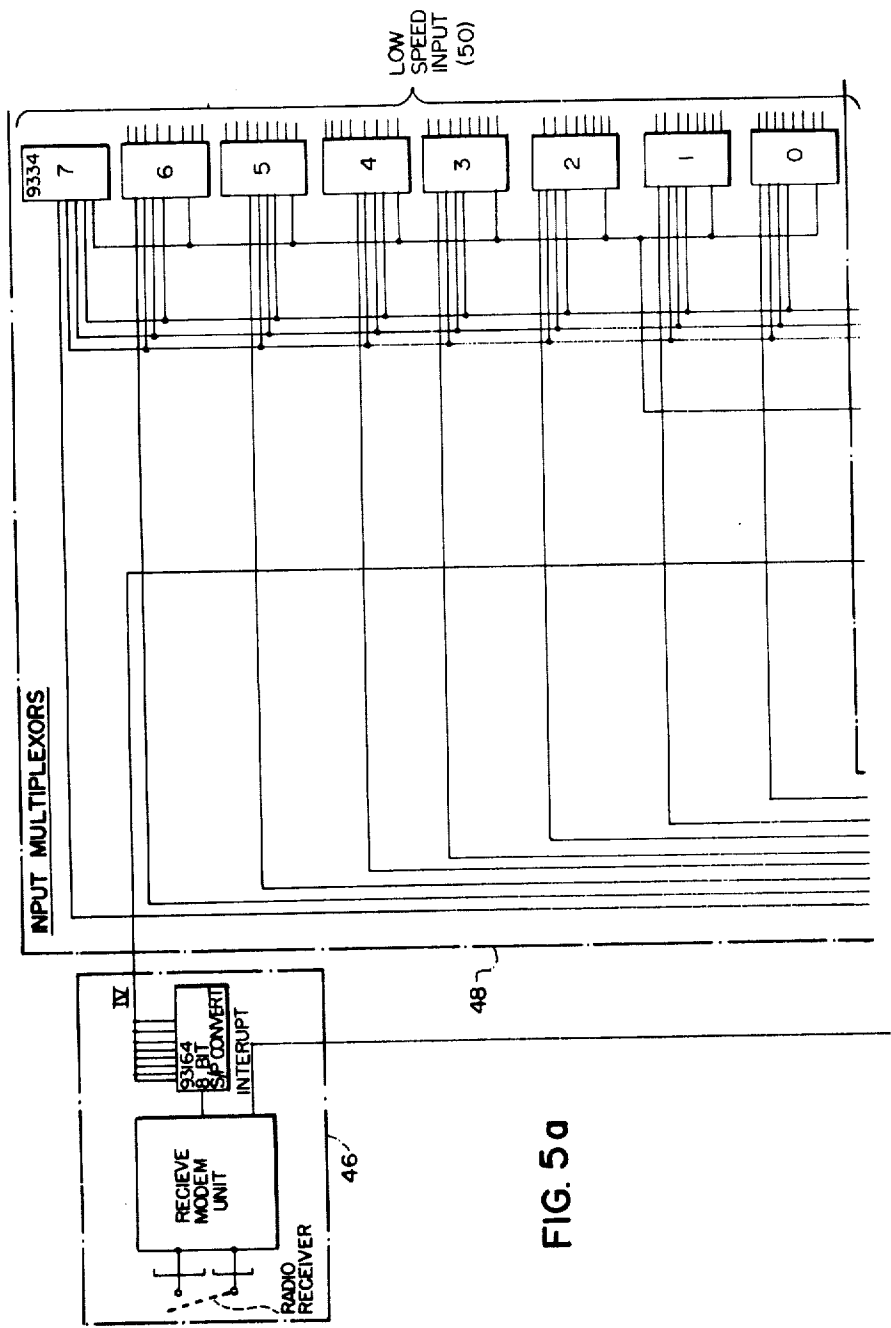 INPUT MULTIPLEXORS
9334
7
6
5
4
3
2
1
0
LOW
SPEED
INPUT
(50)
IV
93164
8 BIT
S/P CONVERT
INTERUPT
RECIEVE
MODEM
UNIT
RADIO
RECEIVER
46
48
FIG. 5a